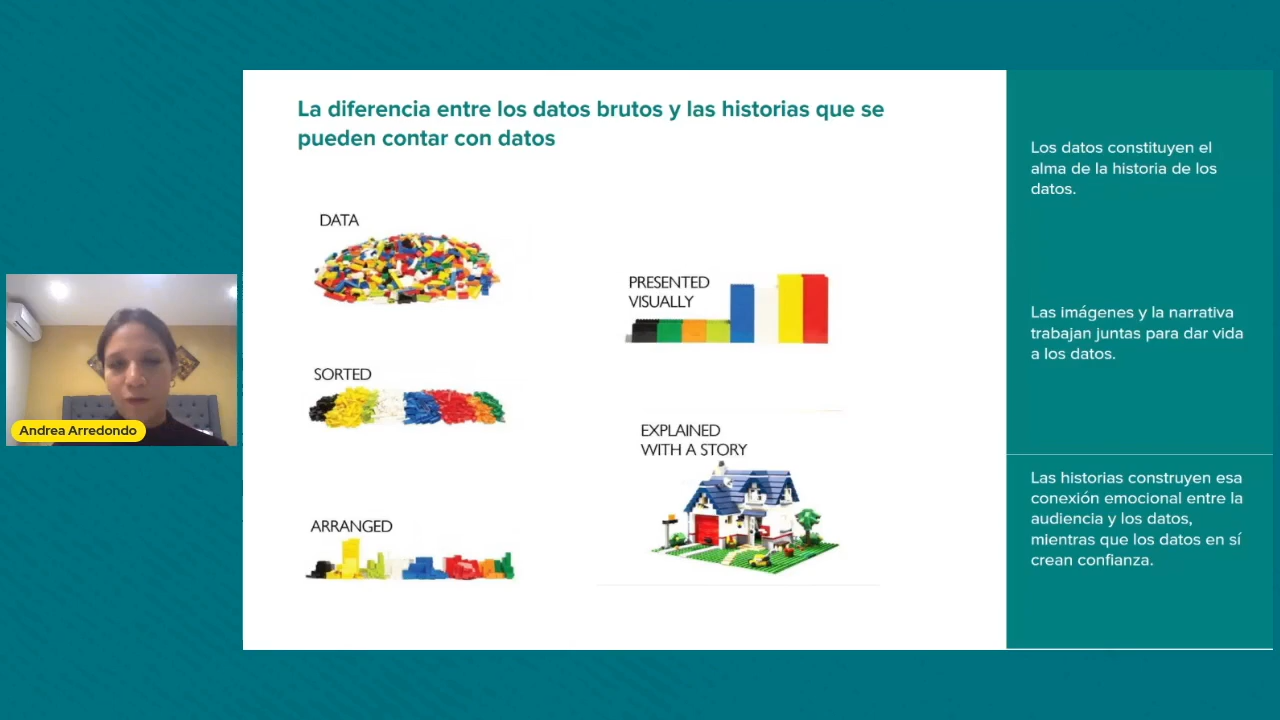 La diferencia entre los datos brutos y las historias que se
pueden contar con datos
DATA
SORTED
ARRANGED
PRESENTED
VISUALLY
EXPLAINED
WITH A STORY
Los datos constituyen el
alma de la historia de los
datos.
Las imágenes y la narrativa
trabajan juntas para dar vida
a los datos.
Las historias construyen esa
conexión emocional entre la
audiencia y los datos,
mientras que los datos en sí
crean confianza.
Andrea Arredondo